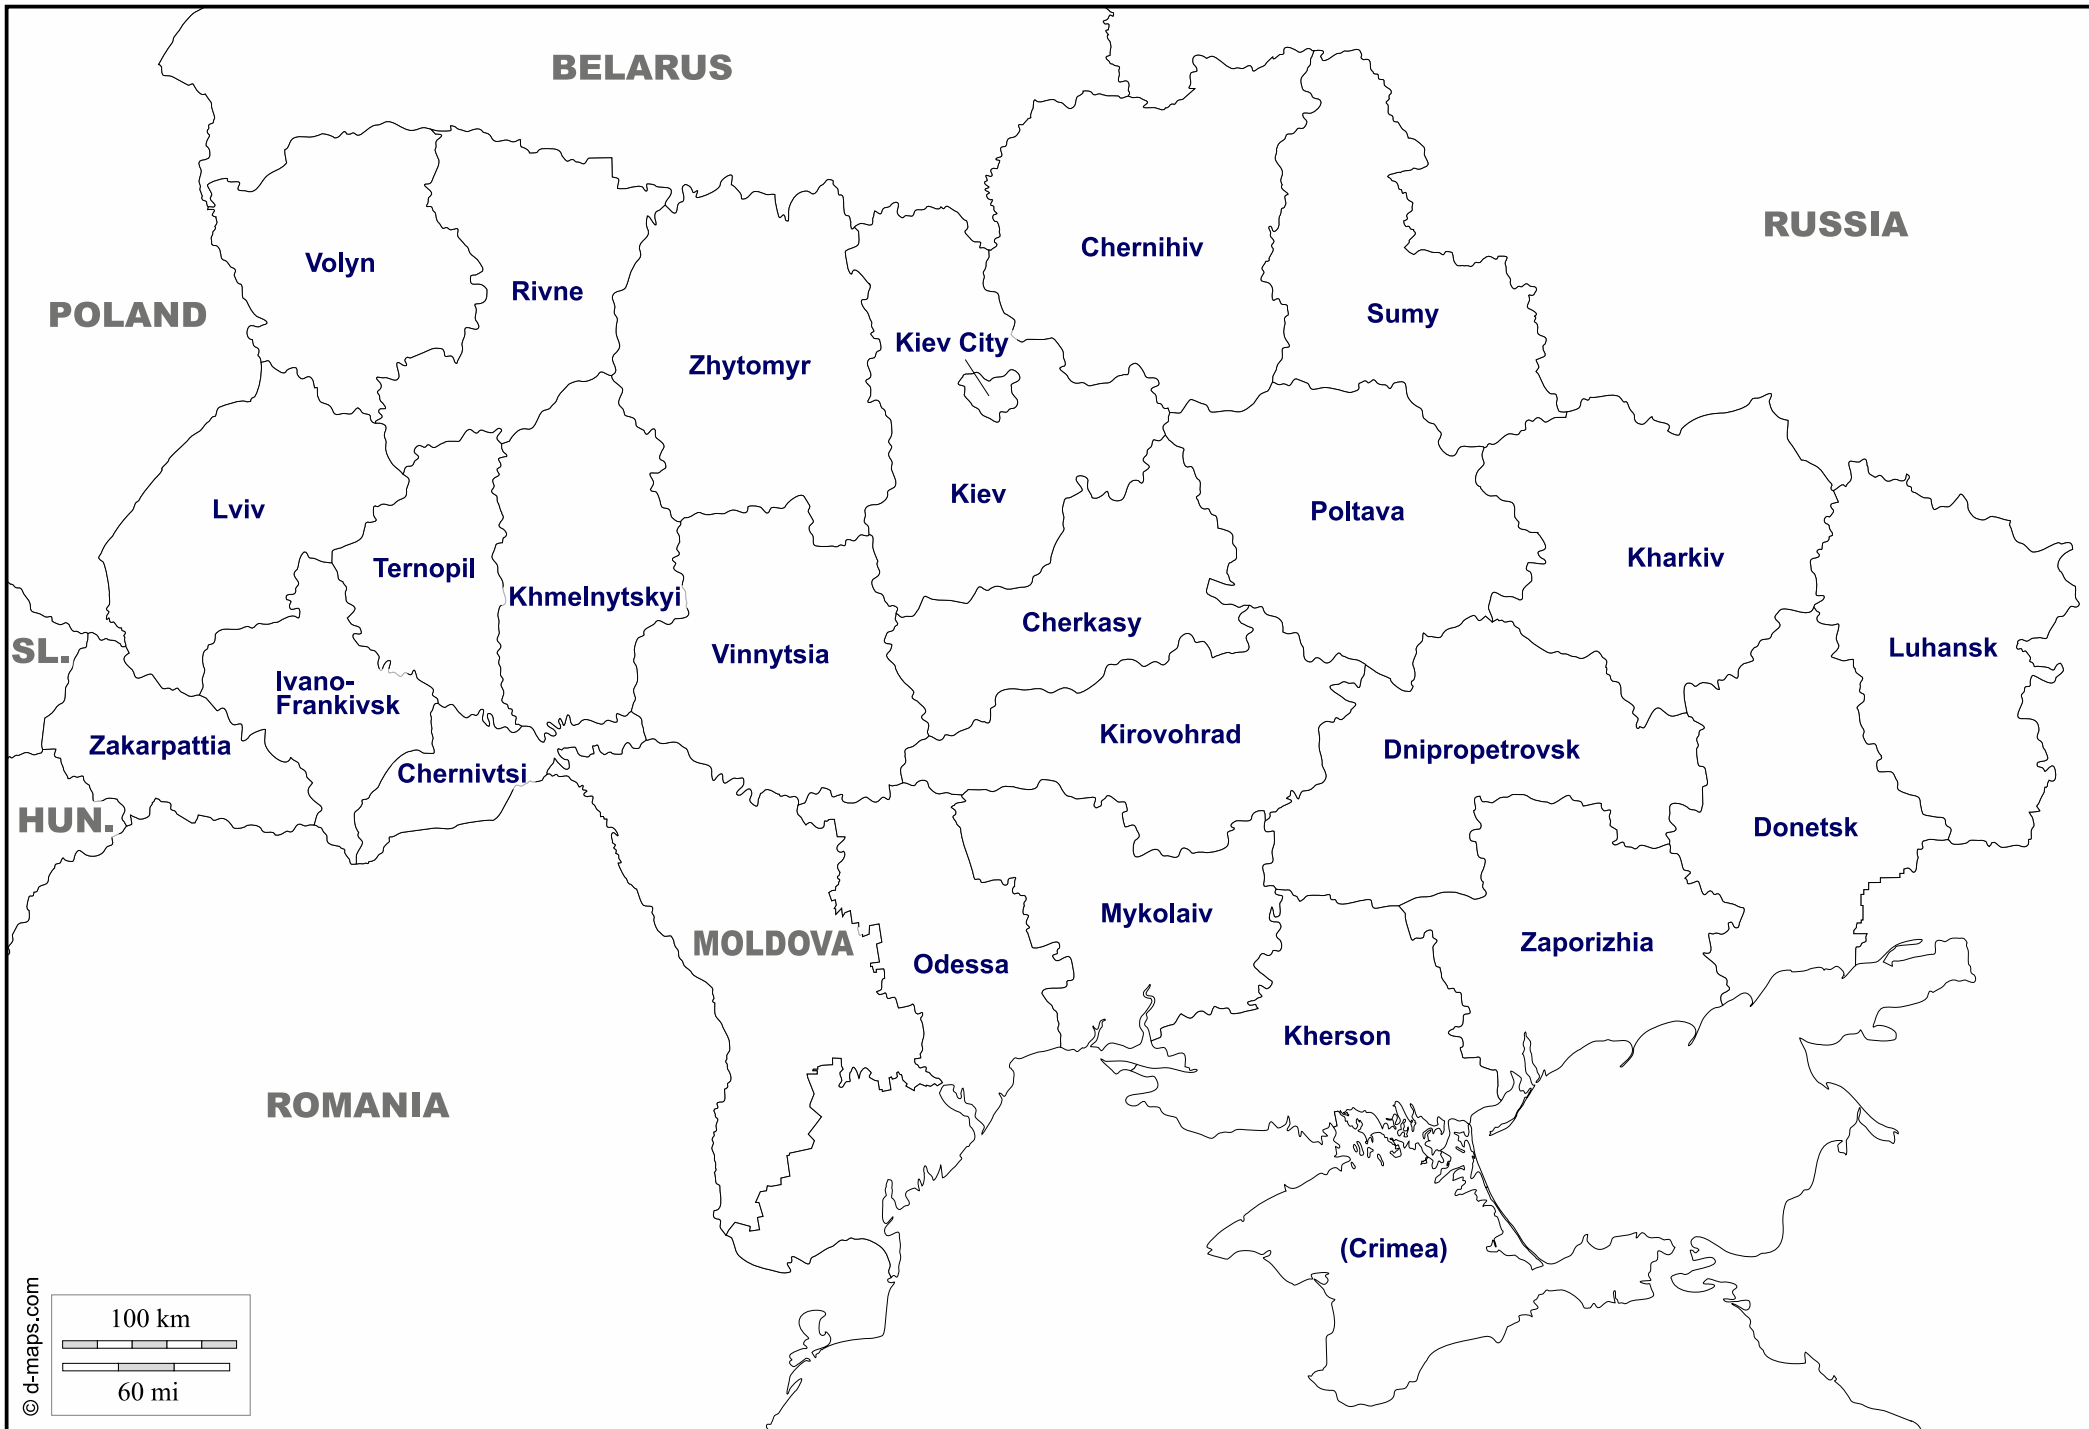 BELARUS
RUSSIA
Chernihiv
Volyn
Rivne
POLAND
Sumy
Kiev City
Zhytomyr
Kiev
Lviv
Poltava
Kharkiv
Ternopil
Khmelnytskyi
Cherkasy
SL.
Vinnytsia
Luhansk
Ivano-
Frankivsk
Kirovohrad
Zakarpattia
Dnipropetrovsk
Chernivtsi
HUN.
Donetsk
Mykolaiv
MOLDOVA
Zaporizhia
Odessa
Kherson
ROMANIA
(Crimea)
100 km
60 mi
© d-maps.com